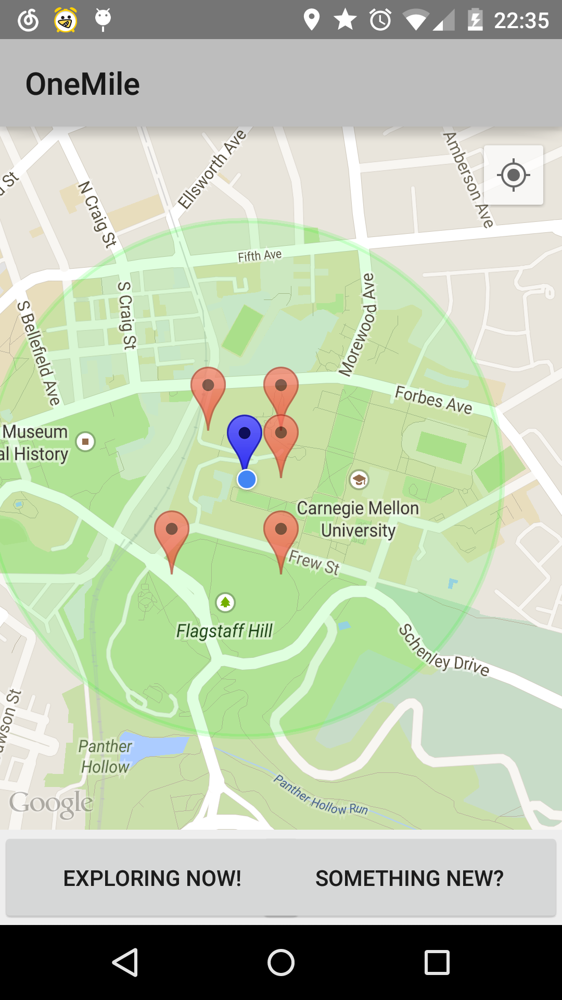 22:35
OneMile
Ellsworth Ave
Amberson Ave
N Craig St
St
Fifth Ave
S Craig St
Morewood Ave
S Bellefield Ave
Forbes Ave
Museum
al History
Carnegie Mellon
University
Frew St
Flagstaff Hill
Schenley Drive
Panther
Hollow
Panther Hollow Run
Google
EXPLORING NOW!
SOMETHING NEW?